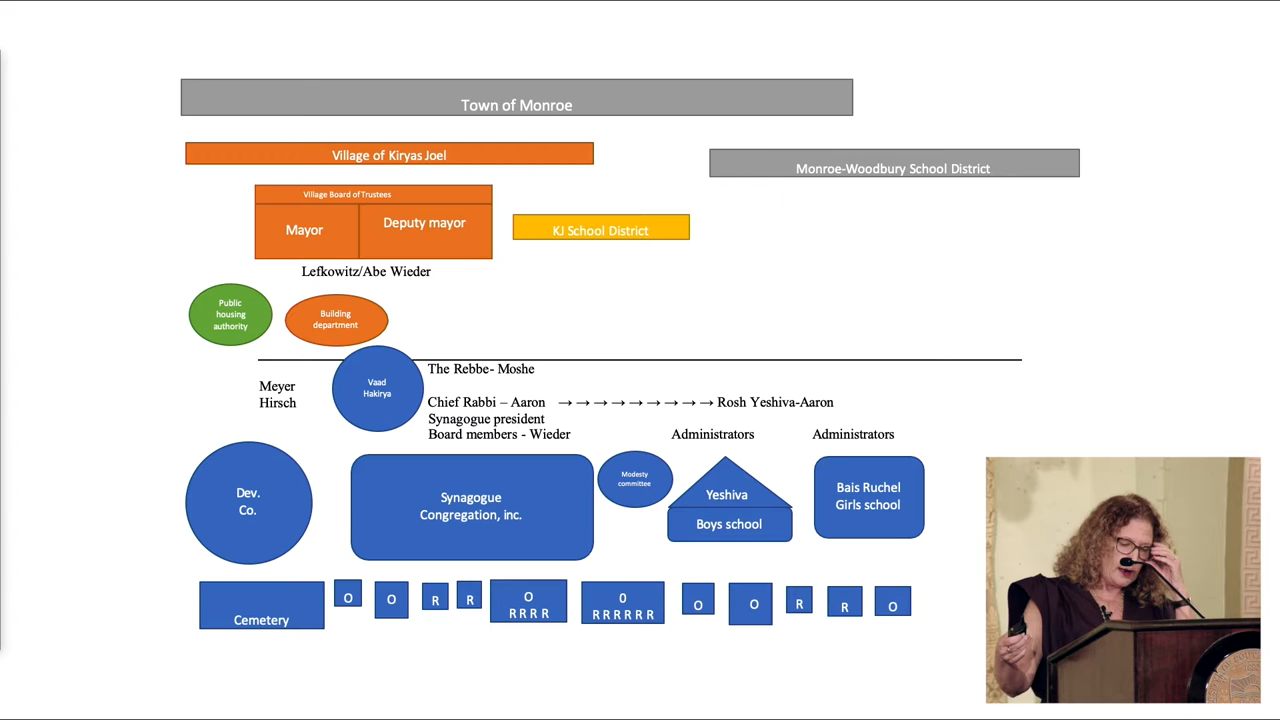 Town of Monroe
Village of Kiryas Joel
Monroe-Woodbury School District
Village Board of Trustees
Mayor
Deputy mayor
KJ School District
Lefkowitz/Abe Wieder
Public
housing
authority
Building
department
Meyer
Hirsch
Vaad
Hakirya
The Rebbe- Moshe
Chief Rabbi – Aaron → → → → → → → → → Rosh Yeshiva-Aaron
Synagogue president
Board members - Wieder
Administrators
Administrators
Dev.
Co.
Synagogue
Congregation, inc.
Modesty
committee
Yeshiva
Boys school
Bais Ruchel
Girls school
Cemetery
O
O
R
R
O
R R R R
0
R R R R R R
O
O
R
R
O